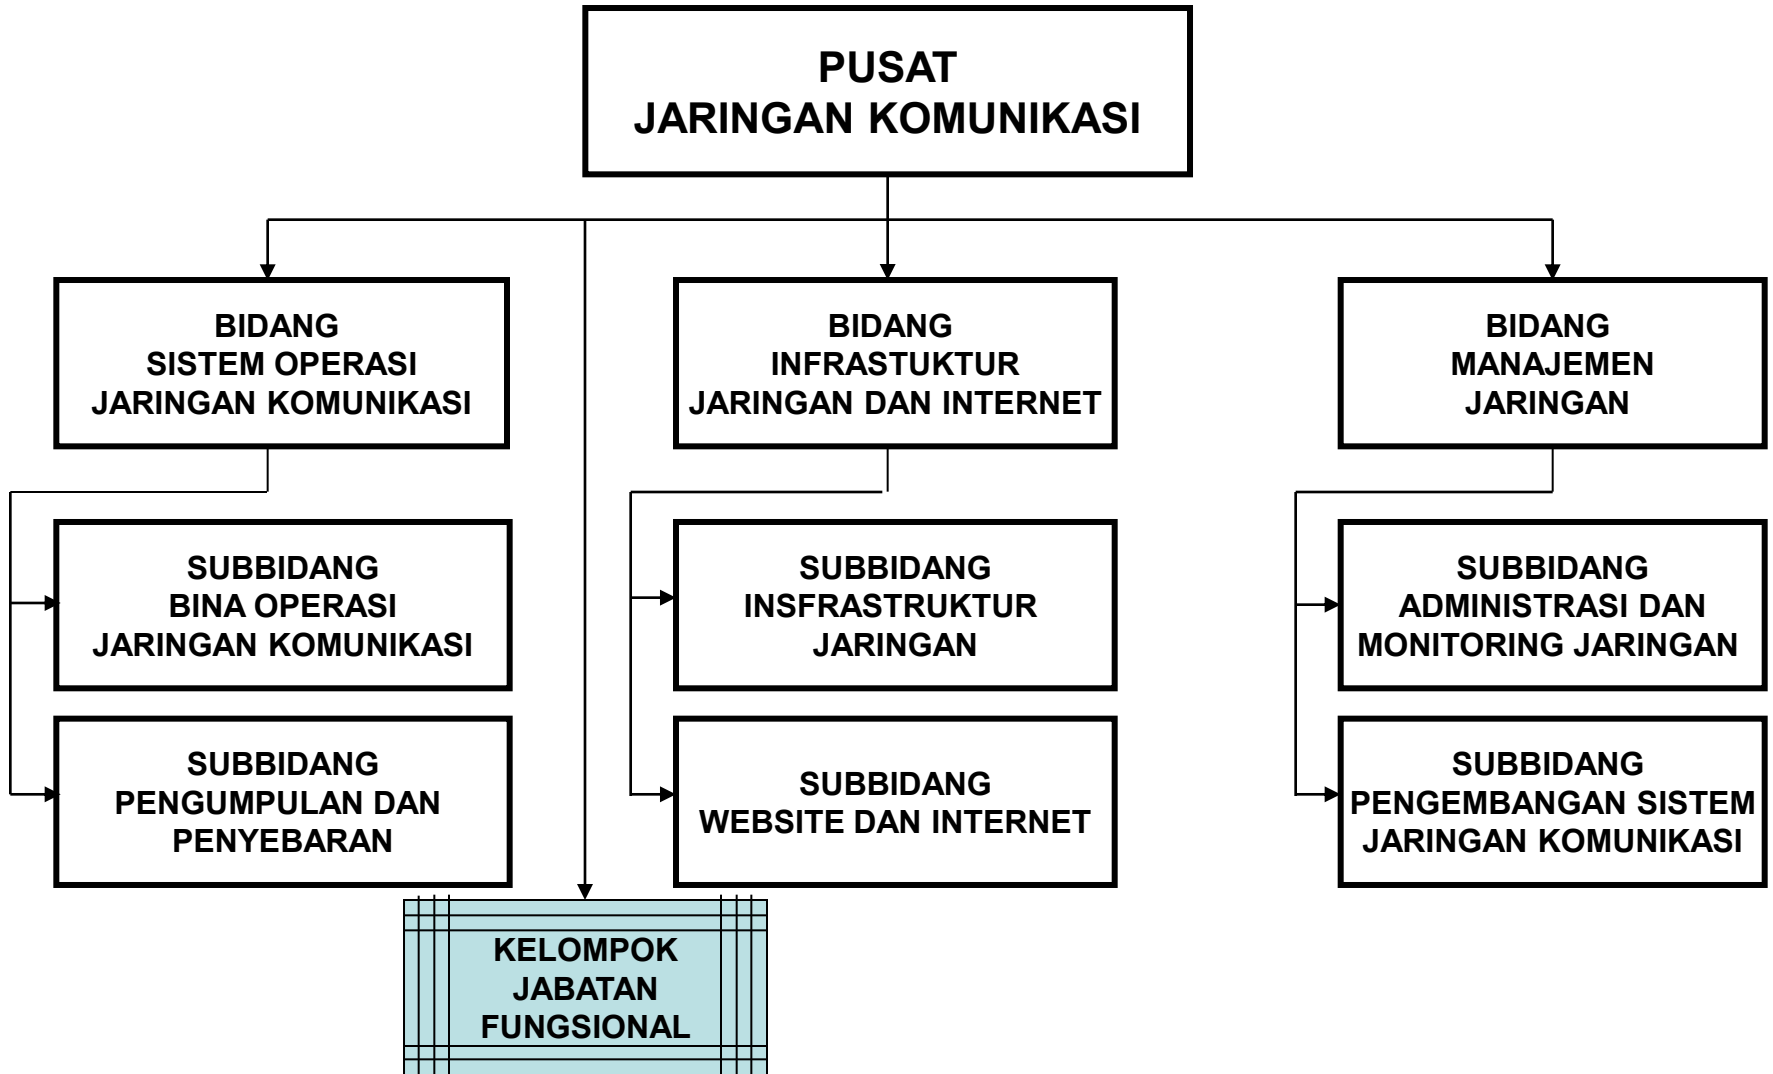 PUSAT
JARINGAN KOMUNIKASI
BIDANG
SISTEM OPERASI
JARINGAN KOMUNIKASI
BIDANG
INFRASTUKTUR
JARINGAN DAN INTERNET
BIDANG
MANAJEMEN
JARINGAN
SUBBIDANG
BINA OPERASI
JARINGAN KOMUNIKASI
SUBBIDANG
INSFRASTRUKTUR
JARINGAN
SUBBIDANG
ADMINISTRASI DAN
MONITORING JARINGAN
SUBBIDANG
PENGUMPULAN DAN
PENYEBARAN
SUBBIDANG
WEBSITE DAN INTERNET
SUBBIDANG
PENGEMBANGAN SISTEM
JARINGAN KOMUNIKASI
KELOMPOK
JABATAN
FUNGSIONAL